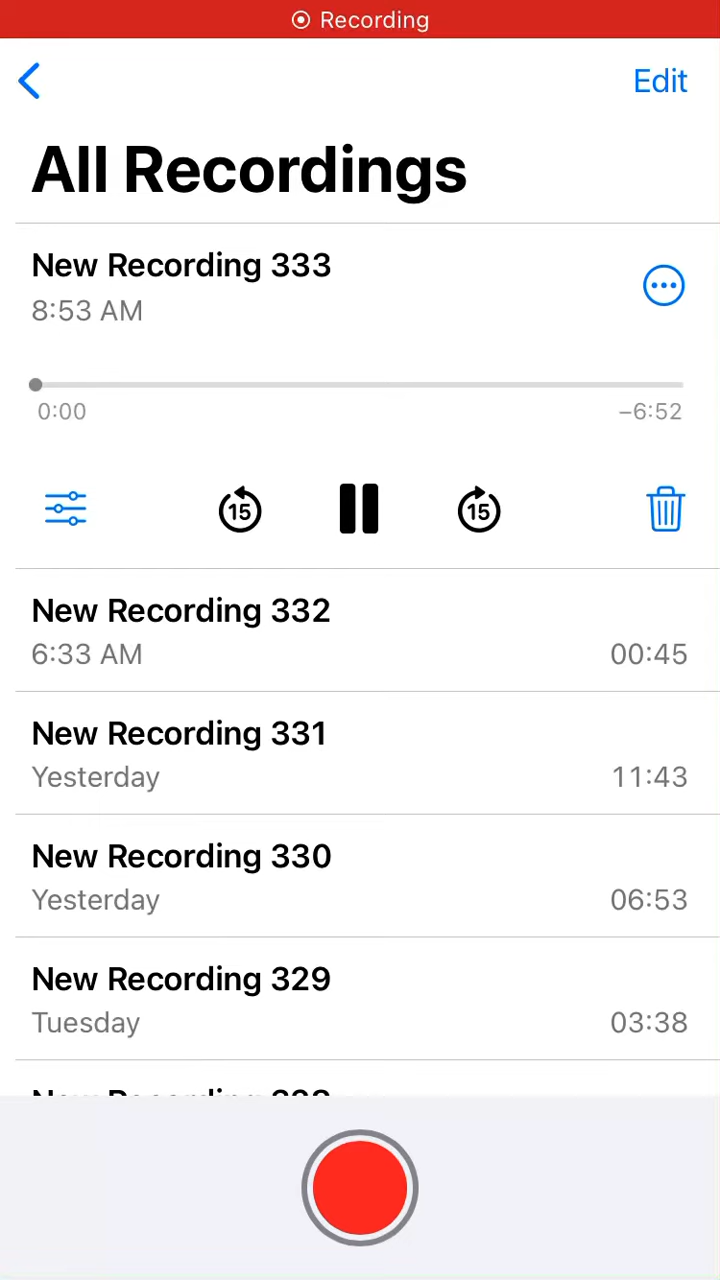 Recording
Edit
All Recordings
New Recording 333
8:53 AM
0:00
–6:52
15
15
New Recording 332
6:33 AM
00:45
New Recording 331
Yesterday
11:43
New Recording 330
Yesterday
06:53
New Recording 329
Tuesday
03:38